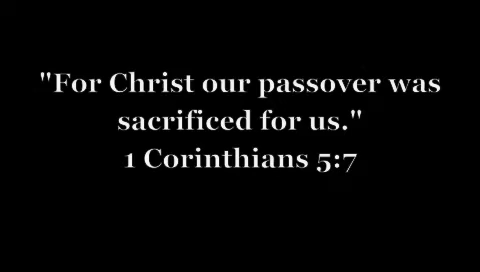 "For Christ our passover was
sacrificed for us."
1 Corinthians 5:7